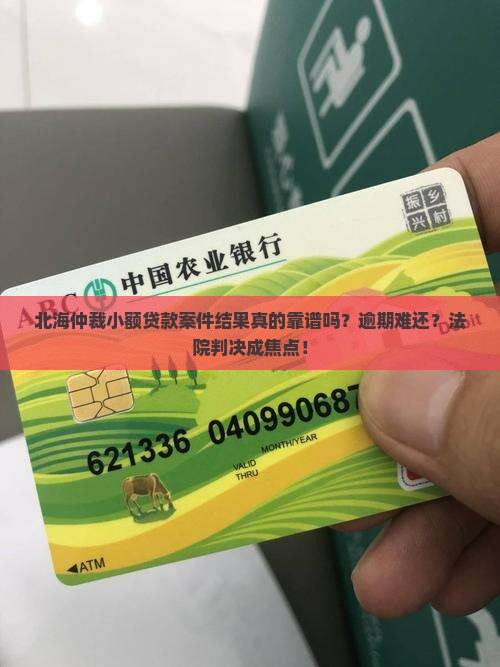 振 乡
兴 村
中国农业银行
ABC
北海仲裁小额贷款案件结果真的靠谱吗？逾期难还？法
院判决成焦点！
Debit
621336 040990687
MONTH/YEAR
VALID
THRU
◄ATM